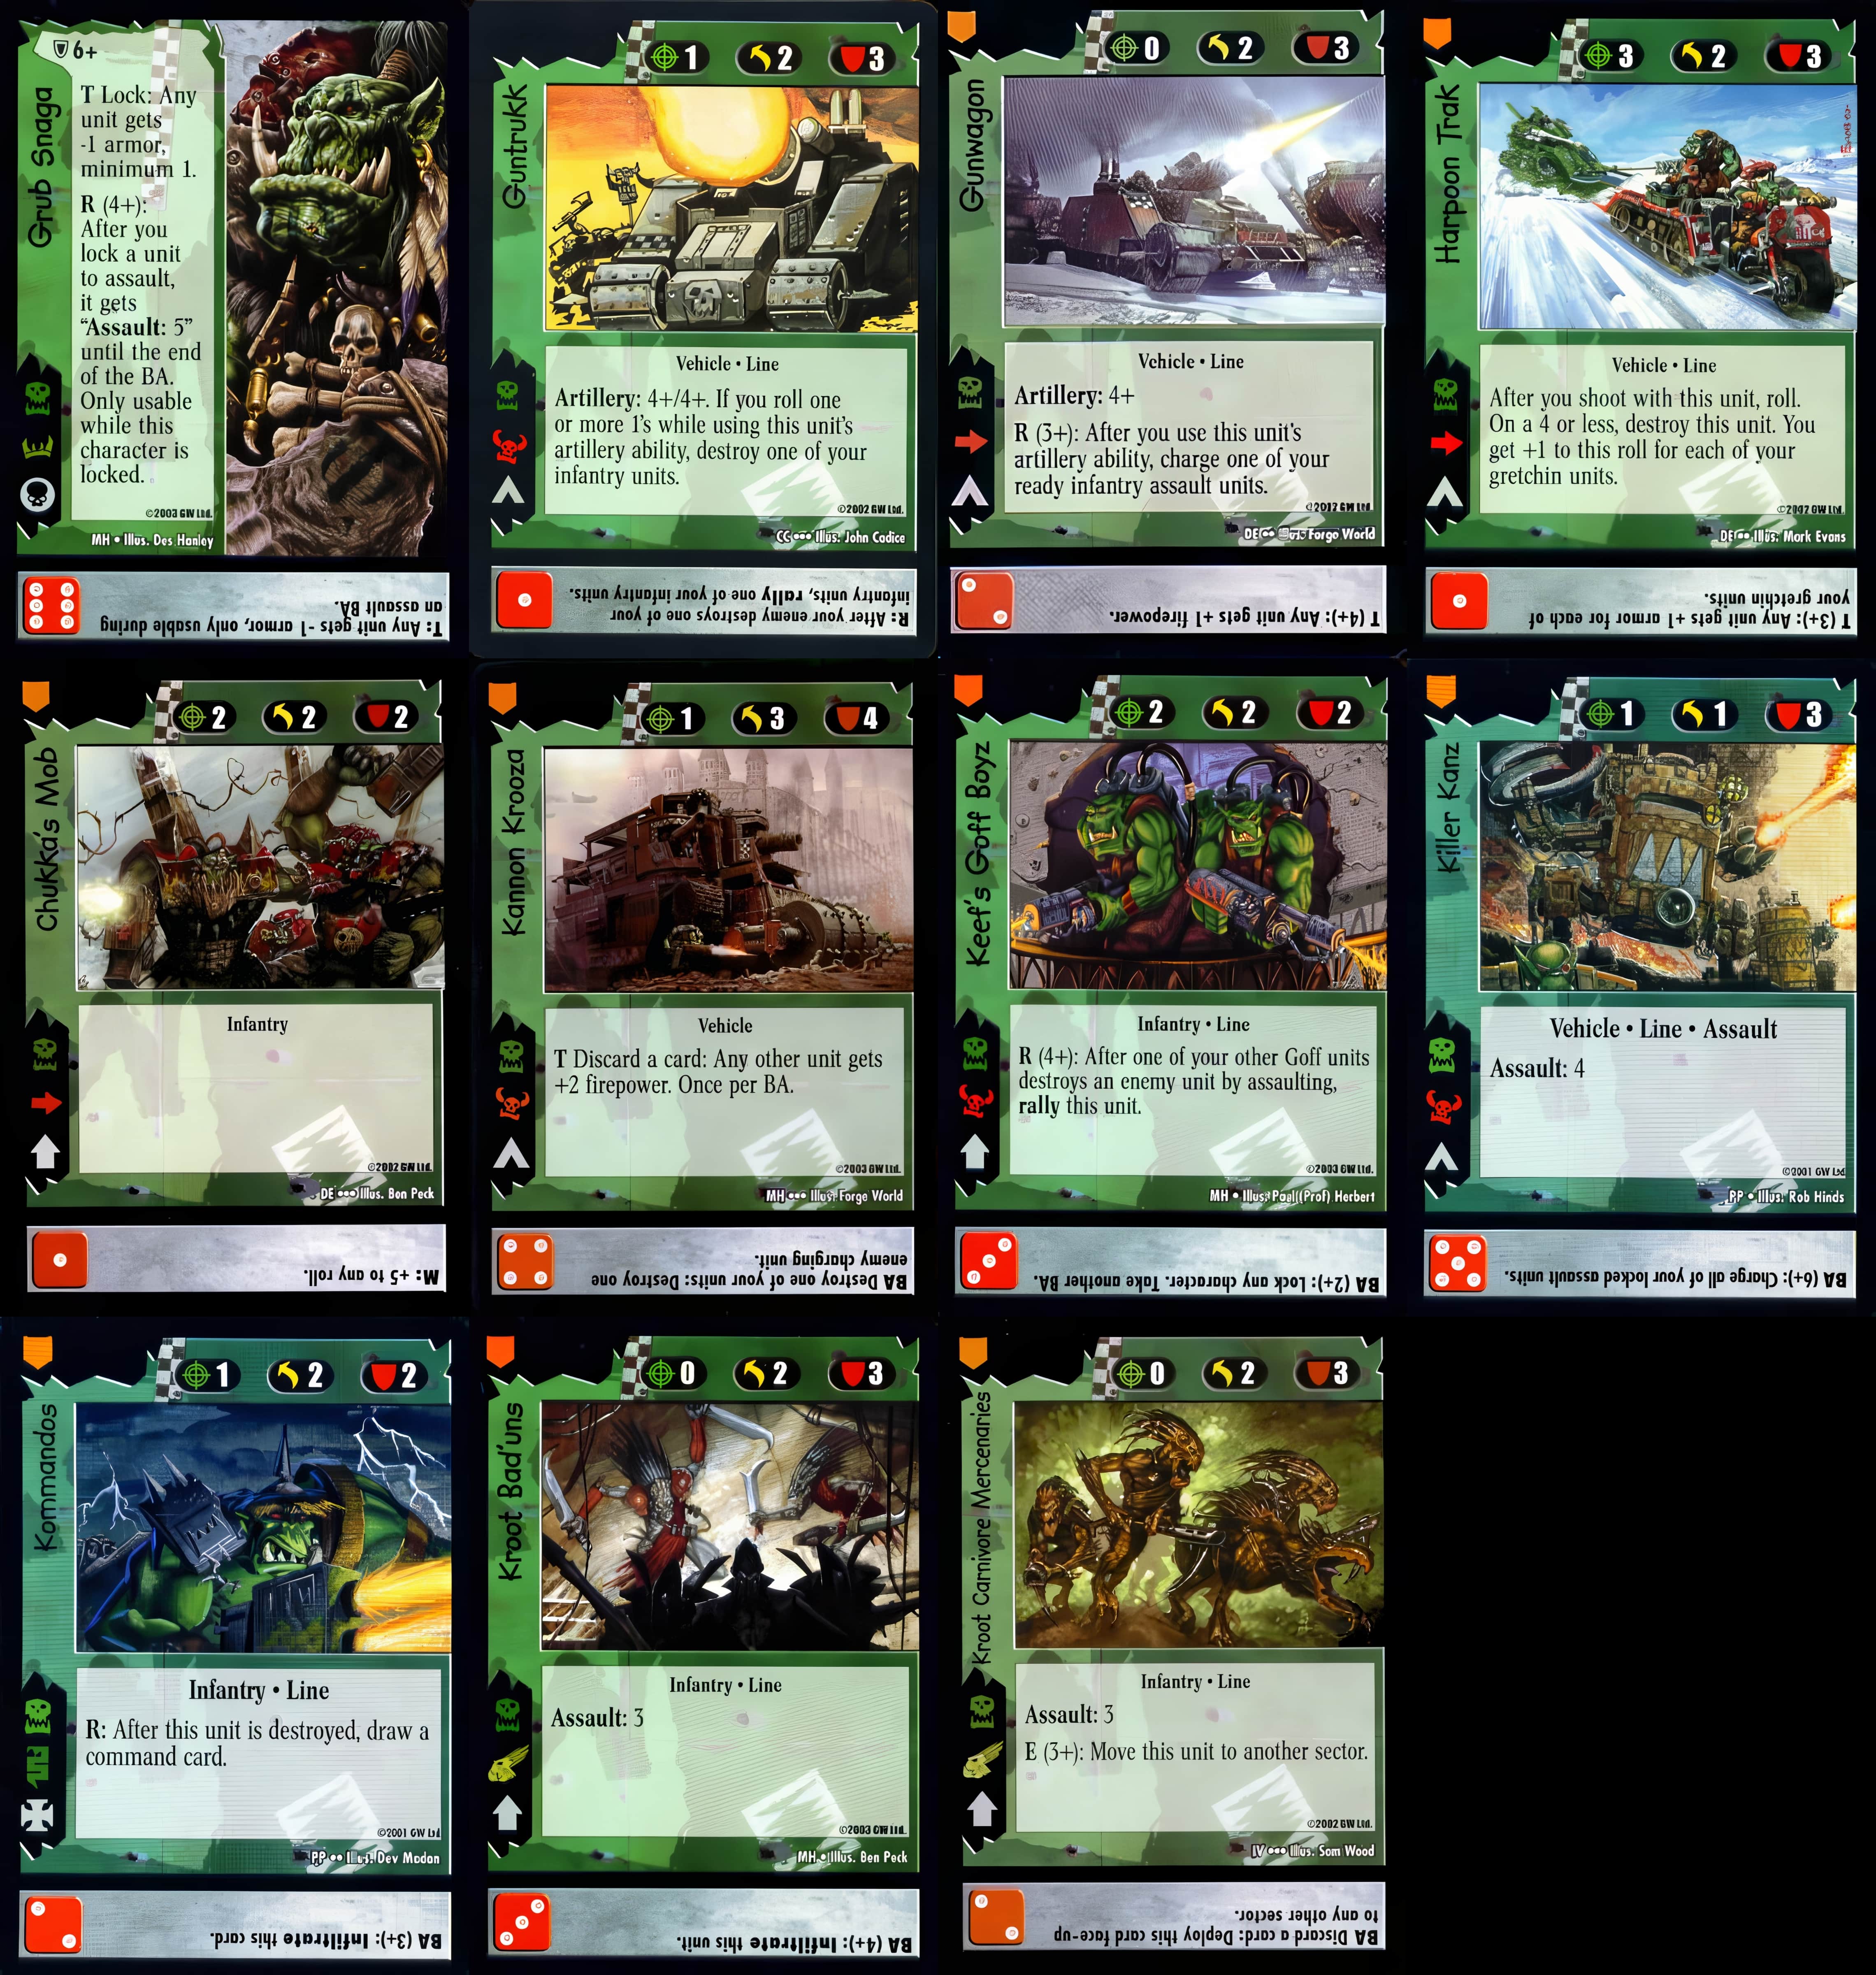 Grub Snaga
6+
T Lock: Any
unit gets
-1 armor,
minimum 1.
R (4+):
After you
lock a unit
to assault,
it gets
“Assault: 5”
until the end
of the BA.
Only usable
while this
character is
locked.
©2003 GW Ltd.
MH • Illus. Des Hanley
T: Any unit gets -1 armor, only usable during
an assault BA.
Guntrukk
1 2 3
Vehicle • Line
Artillery: 4+/4+. If you roll one
or more 1's while using this unit's
artillery ability, destroy one of your
infantry units.
©2002 GW Ltd.
CC ••• Illus: John Cadice
R: After your enemy destroys one of your
infantry units, rally one of your infantry units.
Gunwagon
0 2 3
Vehicle • Line
Artillery: 4+
R (3+): After you use this unit's
artillery ability, charge one of your
ready infantry assault units.
©2002 GW Ltd.
DE •• Forge World
T (4+): Any unit gets +1 firepower.
Harpoon Trak
3 2 3
Vehicle • Line
After you shoot with this unit, roll.
On a 4 or less, destroy this unit. You
get +1 to this roll for each of your
gretchin units.
©2002 GW Ltd.
DE Illus: Mark Evans
T (3+): Any unit gets +1 armor for each of
your gretchin units.
Chukka's Mob
2 2 2
Infantry
©2002 GW Ltd.
DE ••• Illus. Ben Peck
M: +5 to any roll.
Kannon Krooza
1 3 4
Vehicle
T Discard a card: Any other unit gets
+2 firepower. Once per BA.
©2003 GW Ltd.
MH ••• Illus: Forge World
BA Destroy one of your units: Destroy one
enemy charging unit.
Keef's Goff Boyz
2 2 2
Infantry • Line
R (4+): After one of your other Goff units
destroys an enemy unit by assaulting,
rally this unit.
©2003 GW Ltd.
MH • Illus: Paul (Prof) Herbert
BA (2+): Lock any character. Take another BA.
Killer Kanz
1 1 3
Vehicle • Line • Assault
Assault: 4
©2001 GW Ltd
PP • Illus. Rob Hinds
BA (6+): Charge all of your locked assault units.
Kommandos
1 2 2
Infantry • Line
R: After this unit is destroyed, draw a
command card.
©2001 GW Ltd
PP •• Illus. Dev Madan
BA (3+): Infiltrate this card.
Kroot Bad'uns
0 2 3
Infantry • Line
Assault: 3
©2003 GW Ltd.
MH • Illus. Ben Peck
BA (4+): Infiltrate this unit.
Kroot Carnivore Mercenaries
0 2 3
Infantry • Line
Assault: 3
E (3+): Move this unit to another sector.
©2002 GW Ltd.
IV ••• Illus. Sam Wood
BA Discard a card: Deploy this card face-up
to any other sector.